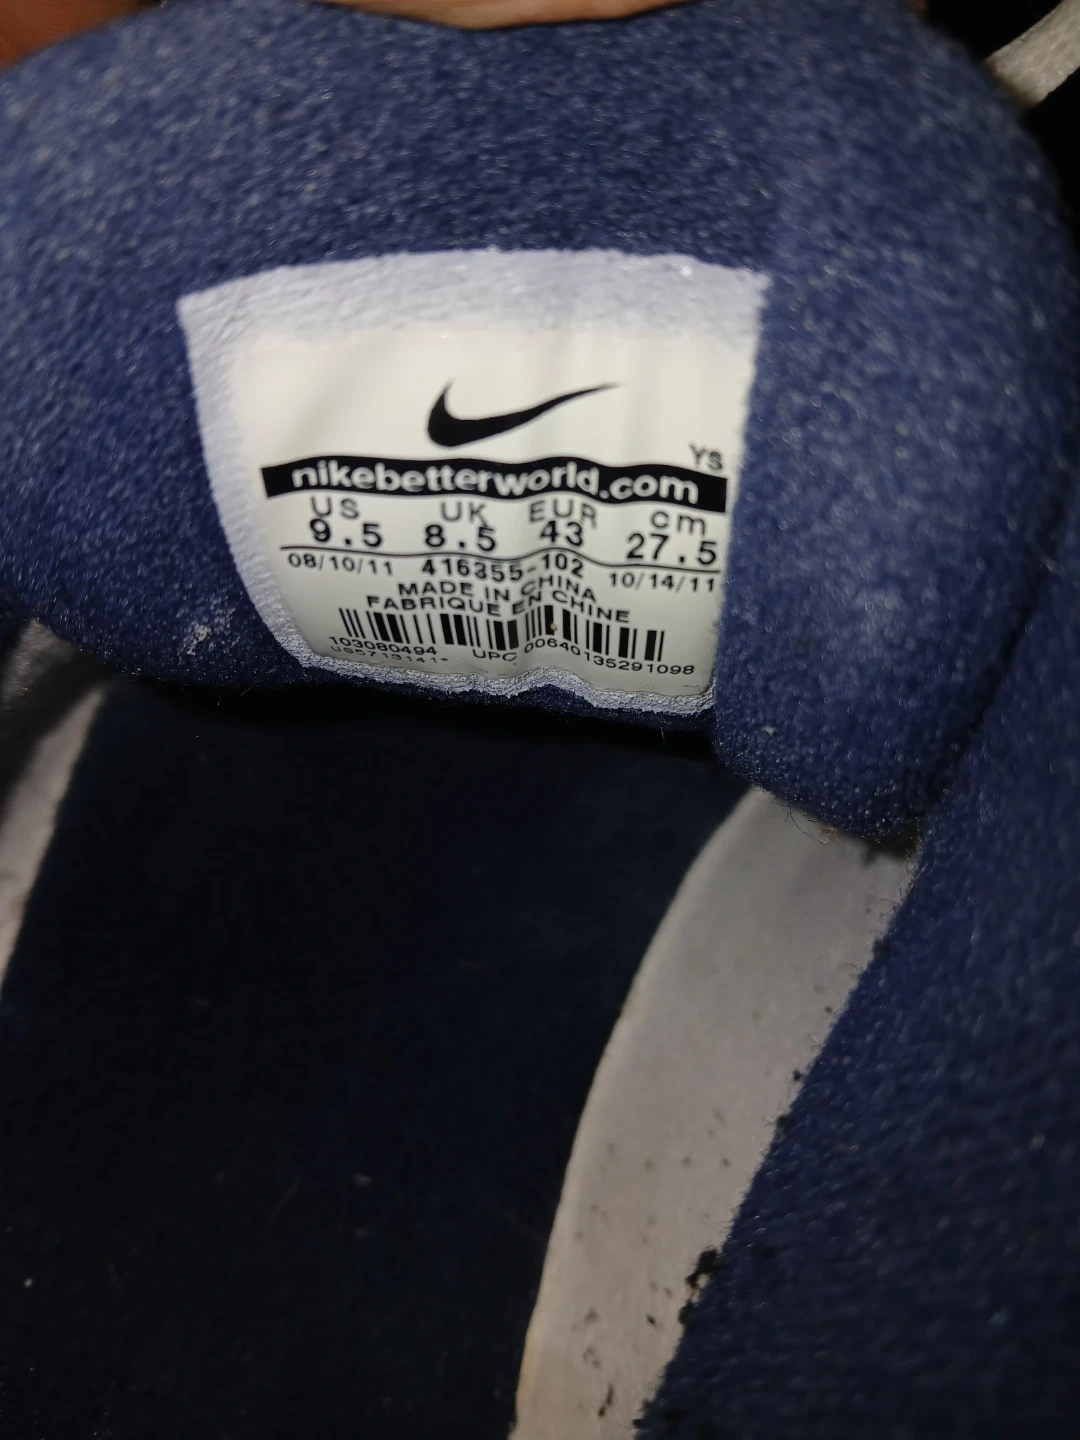 YS
nikebetterworld.com
US UK EUR cm
9.5 8.5 43 27.5
08/10/11 416355-102 10/14/11
MADE IN CHINA
FABRIQUE EN CHINE
103080494 UPC 00640135291098
US5713141*